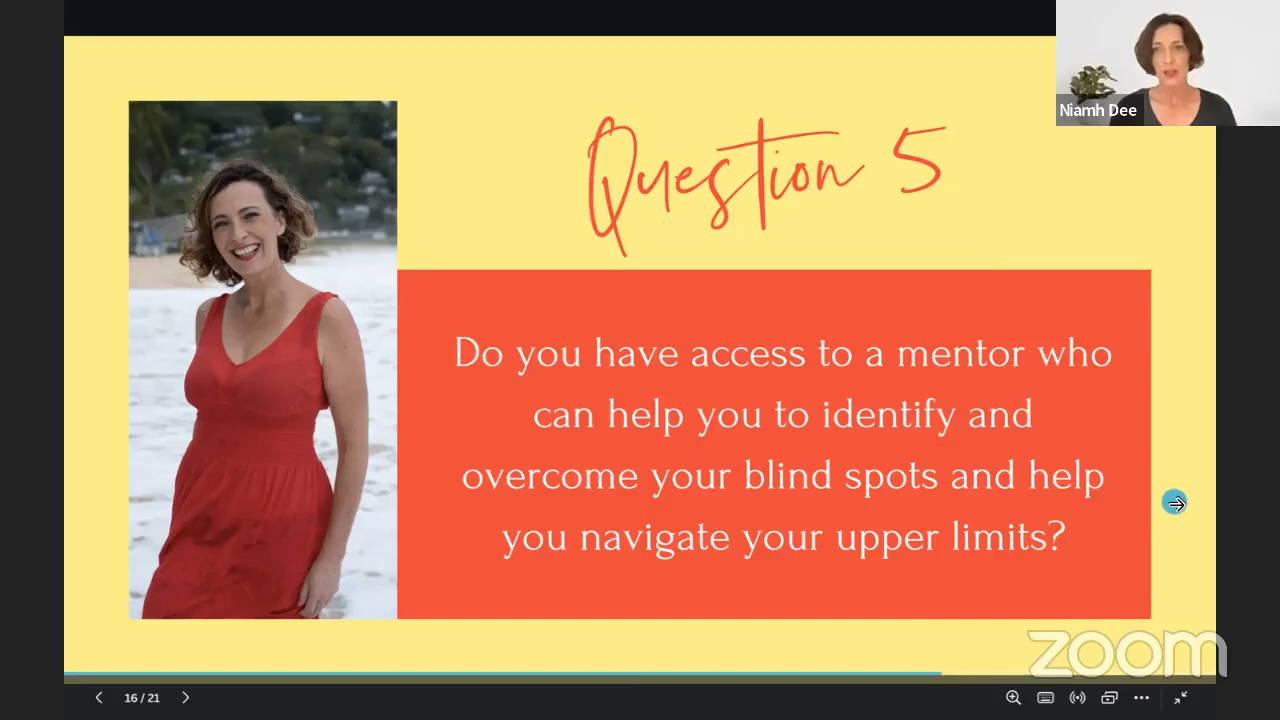 Niamh Dee
Question 5
Do you have access to a mentor who
can help you to identify and
overcome your blind spots and help
you navigate your upper limits?
zoom
16 / 21